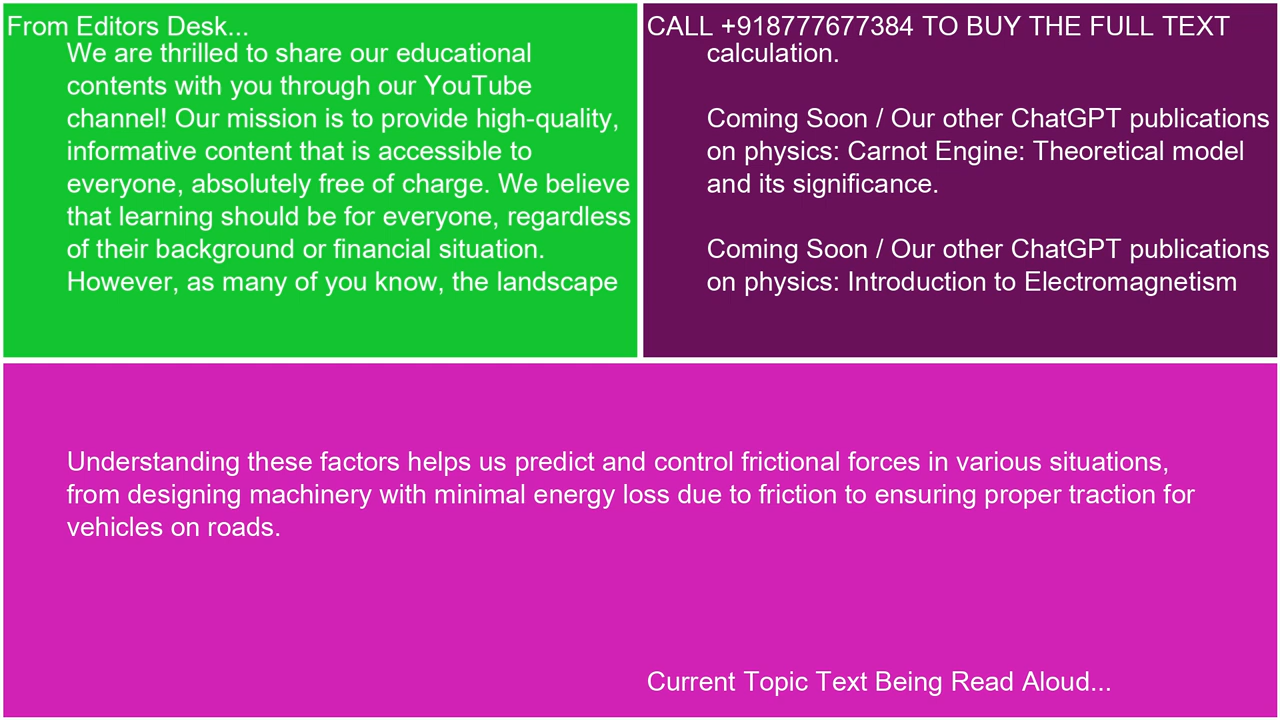 From Editors Desk...
We are thrilled to share our educational
contents with you through our YouTube
channel! Our mission is to provide high-quality,
informative content that is accessible to
everyone, absolutely free of charge. We believe
that learning should be for everyone, regardless
of their background or financial situation.
However, as many of you know, the landscape
CALL +918777677384 TO BUY THE FULL TEXT
calculation.
Coming Soon / Our other ChatGPT publications
on physics: Carnot Engine: Theoretical model
and its significance.
Coming Soon / Our other ChatGPT publications
on physics: Introduction to Electromagnetism
Understanding these factors helps us predict and control frictional forces in various situations,
from designing machinery with minimal energy loss due to friction to ensuring proper traction for
vehicles on roads.
Current Topic Text Being Read Aloud...